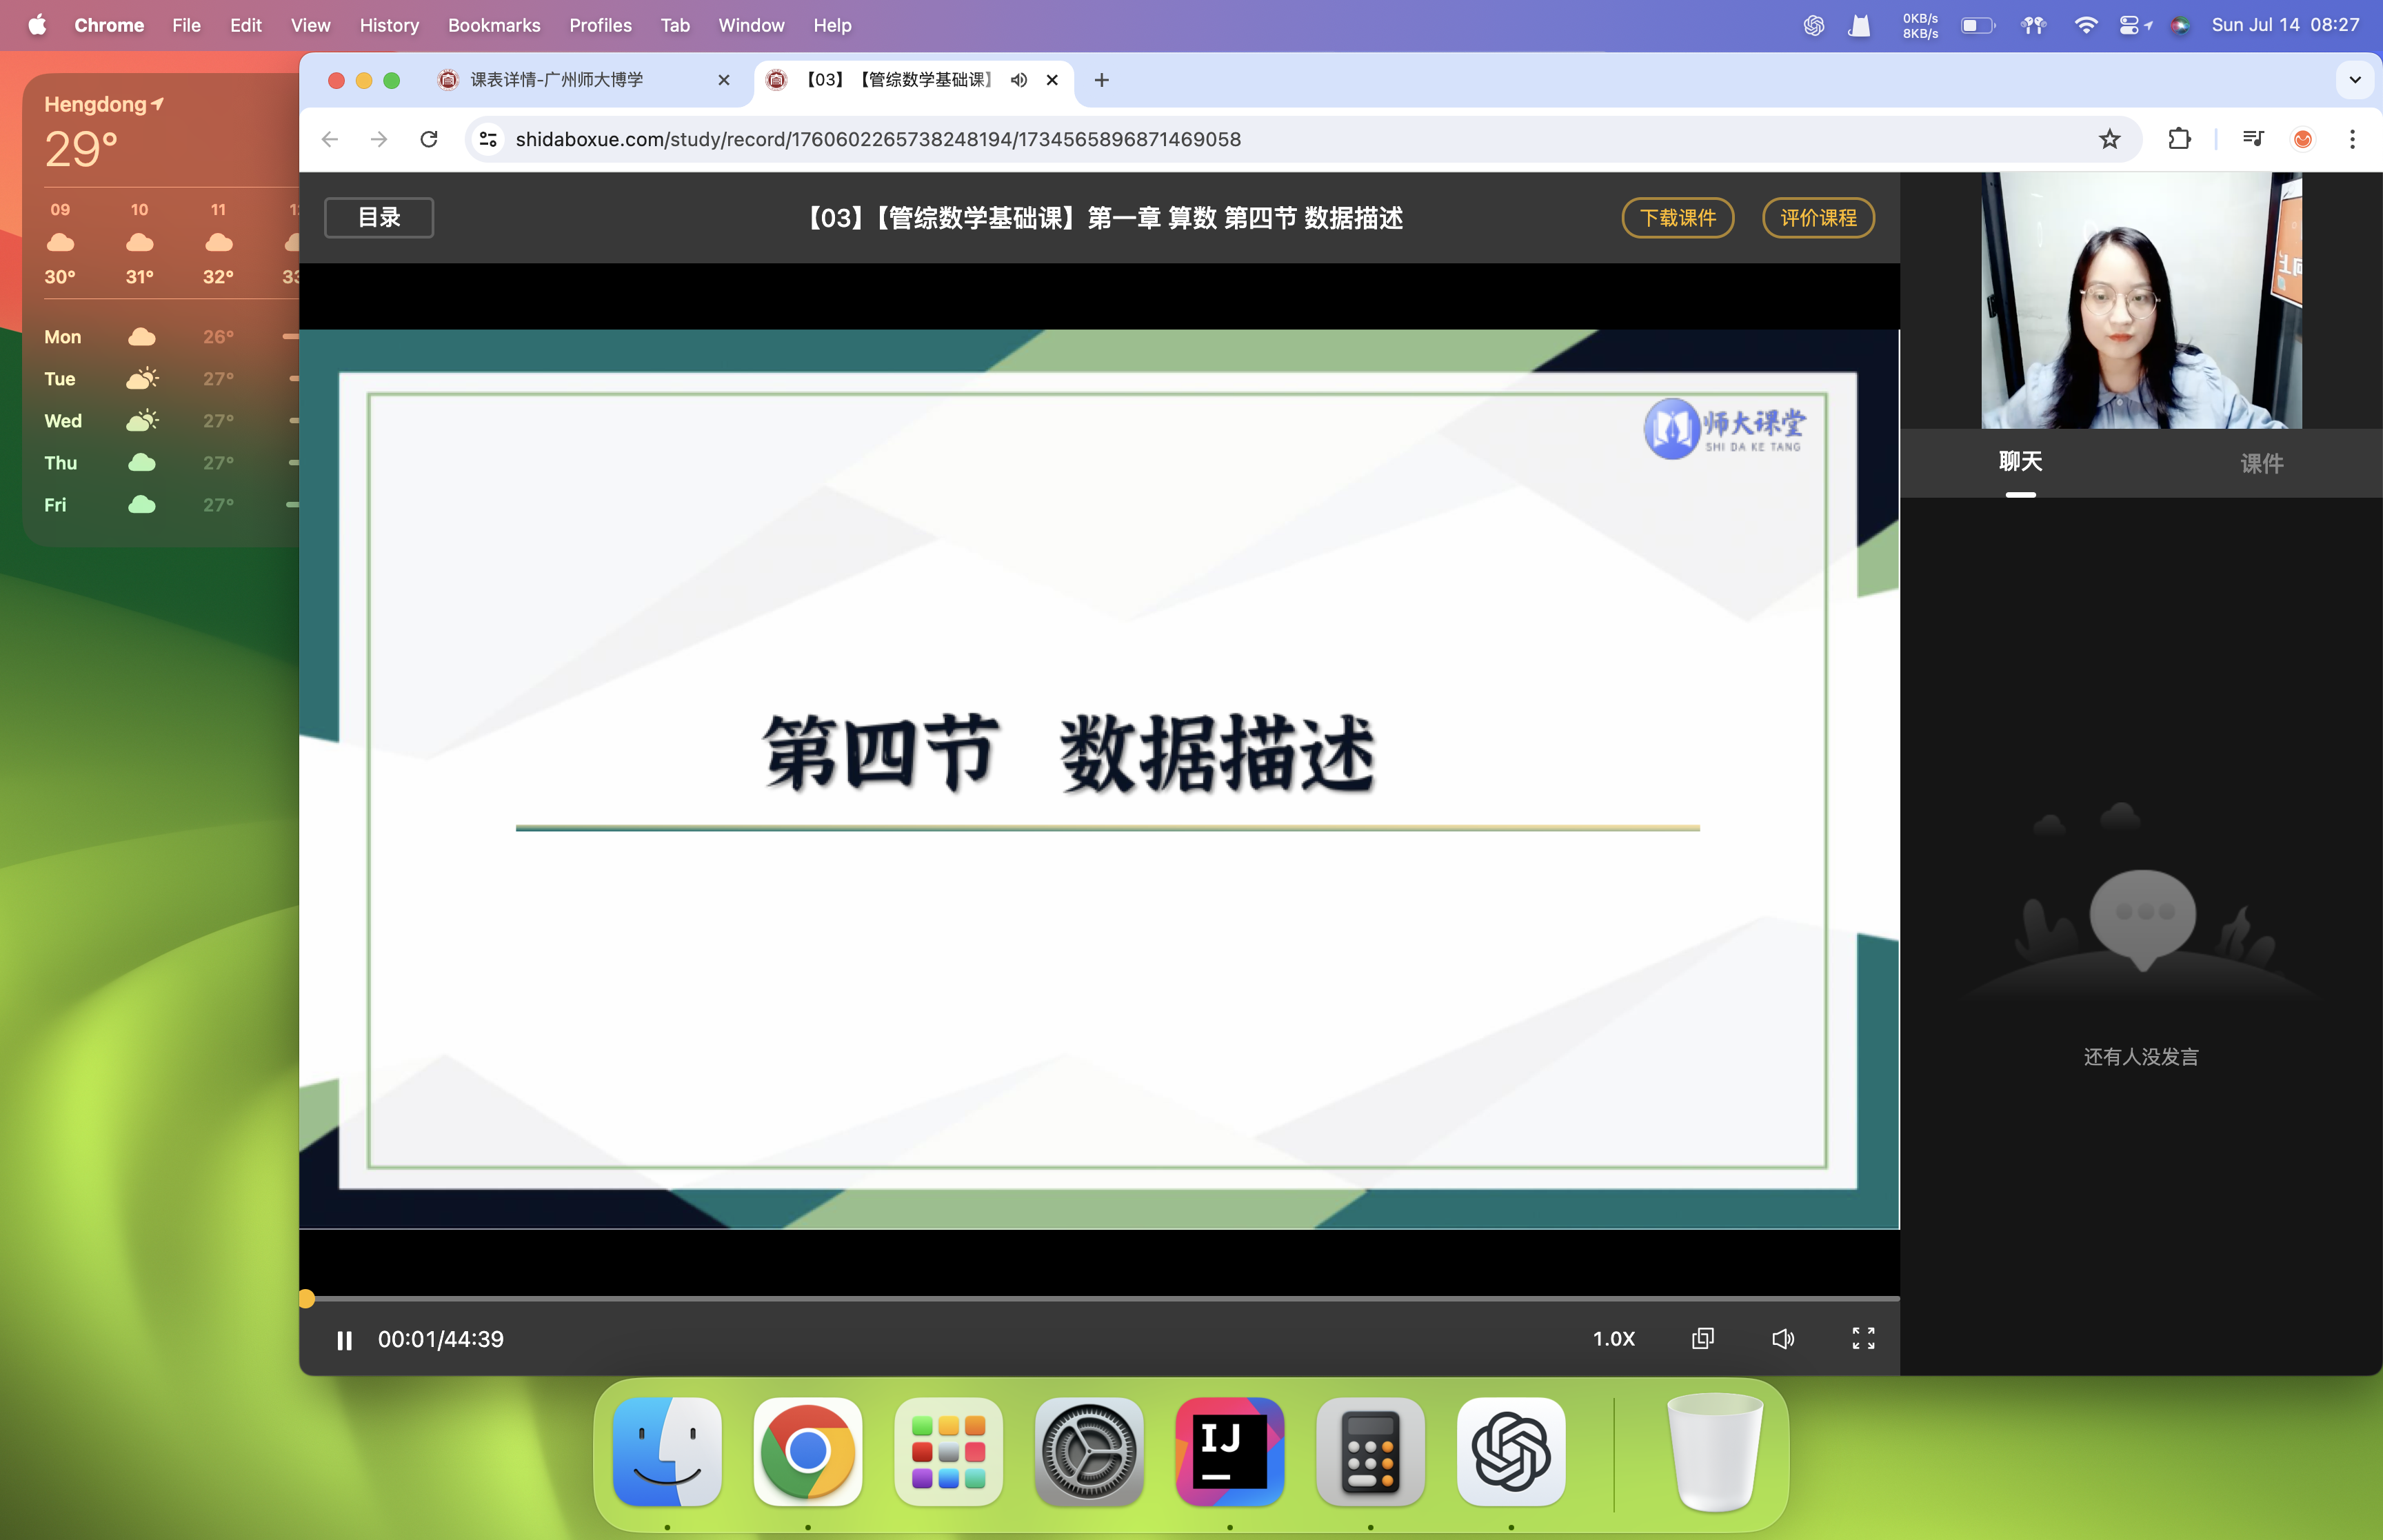 Chrome File Edit View History Bookmarks Profiles Tab Window Help
0KB/s
8KB/s
Sun Jul 14 08:27
Hengdong
29°
09 10 11
30° 31° 32° 33
Mon 26°
Tue 27°
Wed 27°
Thu 27°
Fri 27°
课表详情-广州师大博学
【03】【管综数学基础课】
shidaboxue.com/study/record/1760602265738248194/1734565896871469058
目录
【03】【管综数学基础课】第一章 算数 第四节 数据描述
下载课件
评价课程
师大课堂
SHI DA KE TANG
第四节 数据描述
聊天
课件
还有人没发言
00:01/44:39
1.0X
IJ